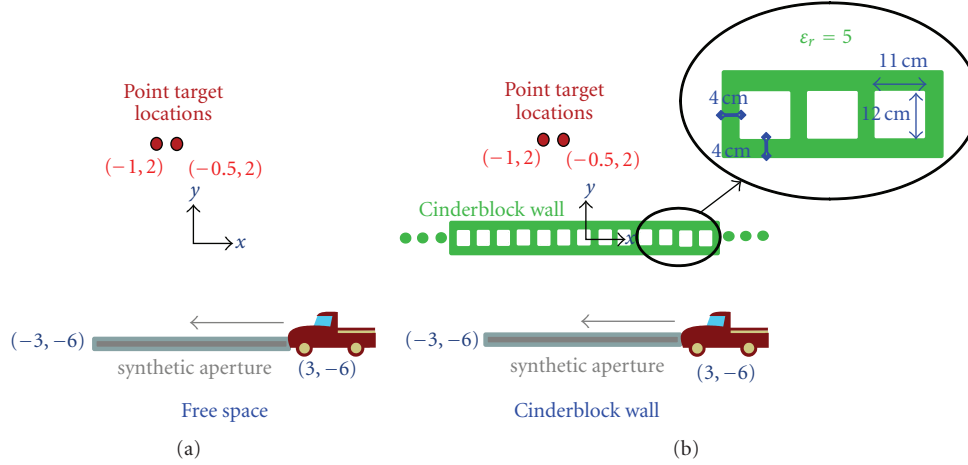 Point target
locations
(−1, 2)
(−0.5, 2)
y
x
(−3, −6)
synthetic aperture
(3, −6)
Free space
(a)
εr = 5
11 cm
4 cm
12 cm
4 cm
Point target
locations
(−1, 2)
(−0.5, 2)
y
Cinderblock wall
x
(−3, −6)
synthetic aperture
(3, −6)
Cinderblock wall
(b)